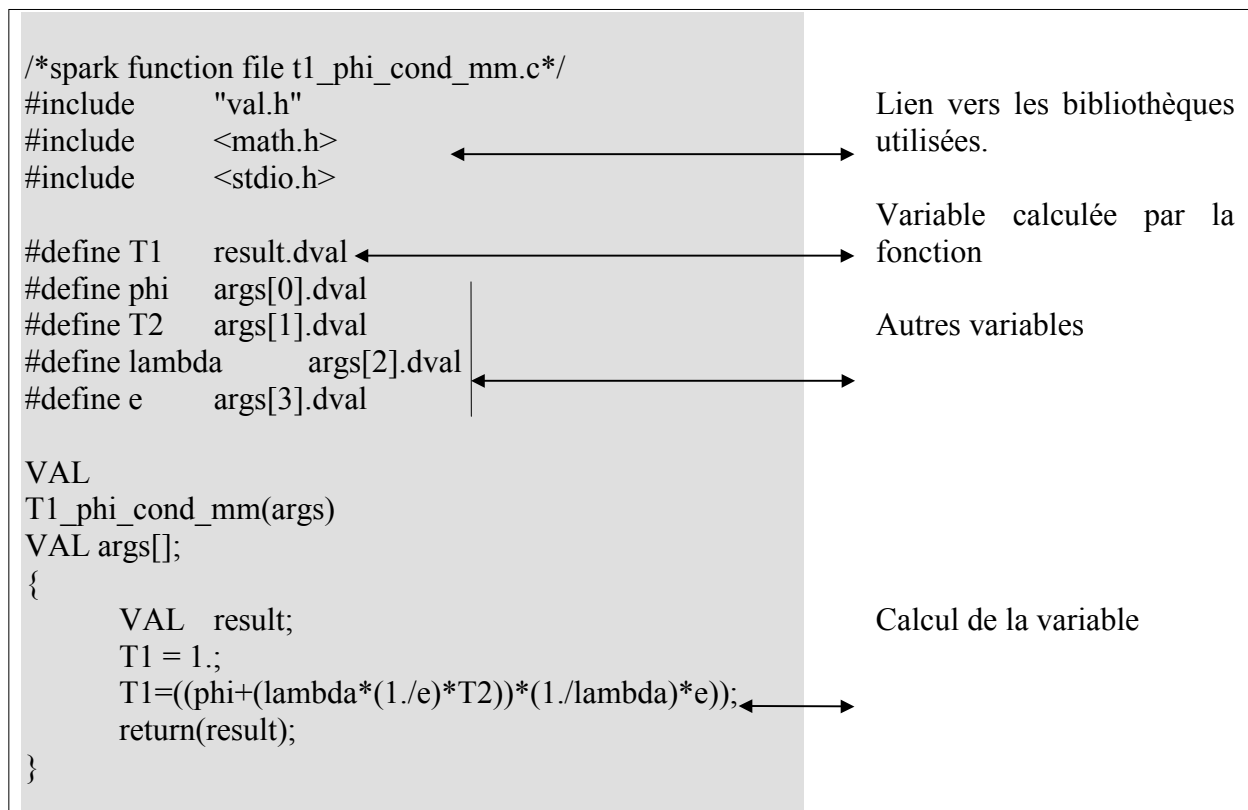 /*spark function file t1_phi_cond_mm.c*/
#include "val.h"
#include <math.h>
#include <stdio.h>
Lien vers les bibliothèques
utilisées.
#define T1 result.dval
Variable calculée par la
fonction
#define phi args[0].dval
#define T2 args[1].dval
#define lambda args[2].dval
#define e args[3].dval
Autres variables
VAL
T1_phi_cond_mm(args)
VAL args[];
{
VAL result;
T1 = 1.;
T1=((phi+(lambda*(1./e)*T2))*(1./lambda)*e));
return(result);
}
Calcul de la variable